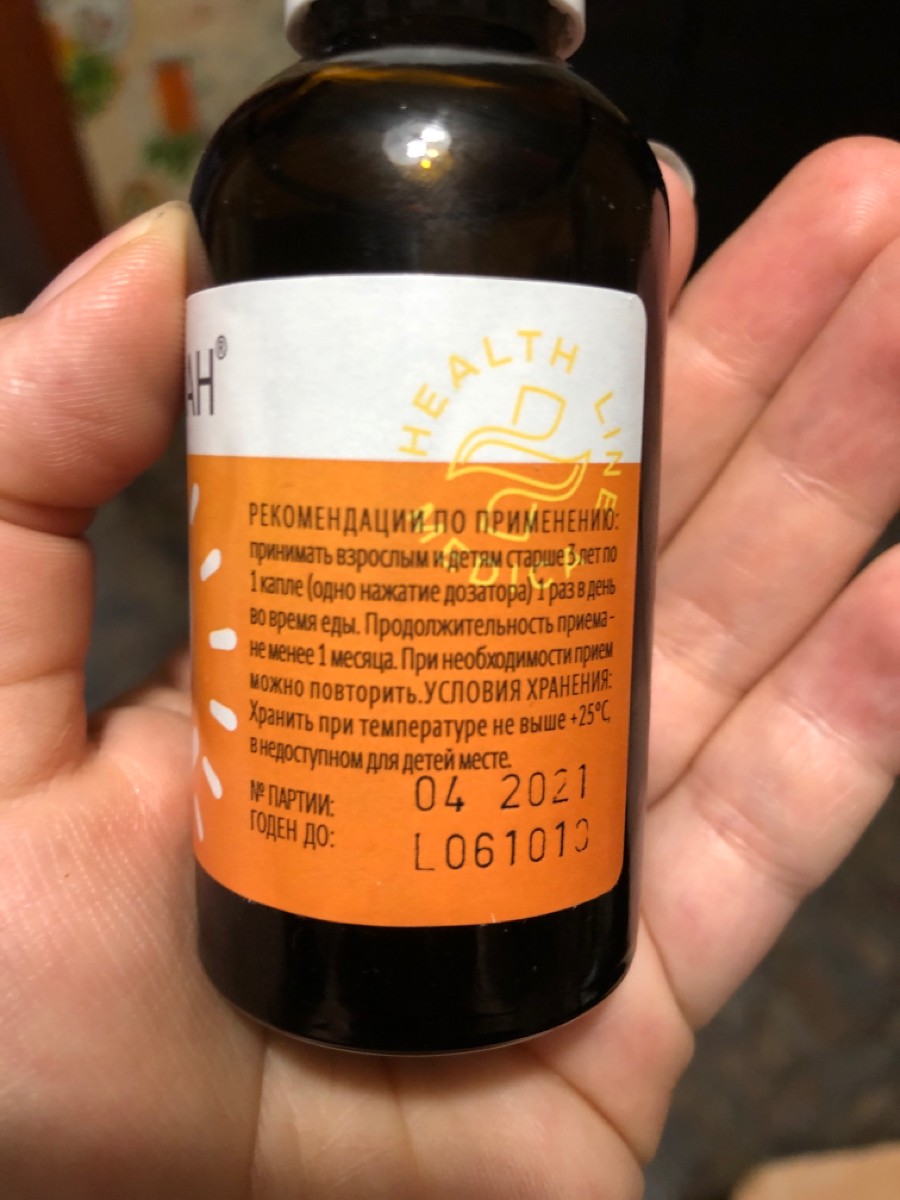 АН®
HEALTH LINE MEDICA
РЕКОМЕНДАЦИИ ПО ПРИМЕНЕНИЮ:
принимать взрослым и детям старше 3 лет по
1 капле (одно нажатие дозатора) 1 раз в день
во время еды. Продолжительность приема -
не менее 1 месяца. При необходимости прием
можно повторить.УСЛОВИЯ ХРАНЕНИЯ:
Хранить при температуре не выше +25°С,
в недоступном для детей месте.
№ ПАРТИИ: 04 2021
ГОДЕН ДО: L061010